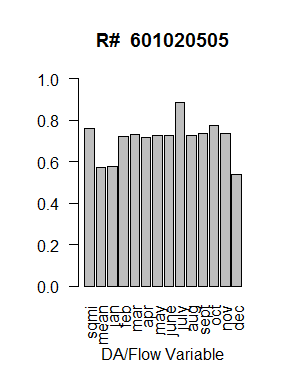 R# 601020505
1.0
0.8
0.6
0.4
0.2
0.0
sqmi
mean
jan
feb
mar
apr
may
june
july
aug
sept
oct
nov
dec
DA/Flow Variable